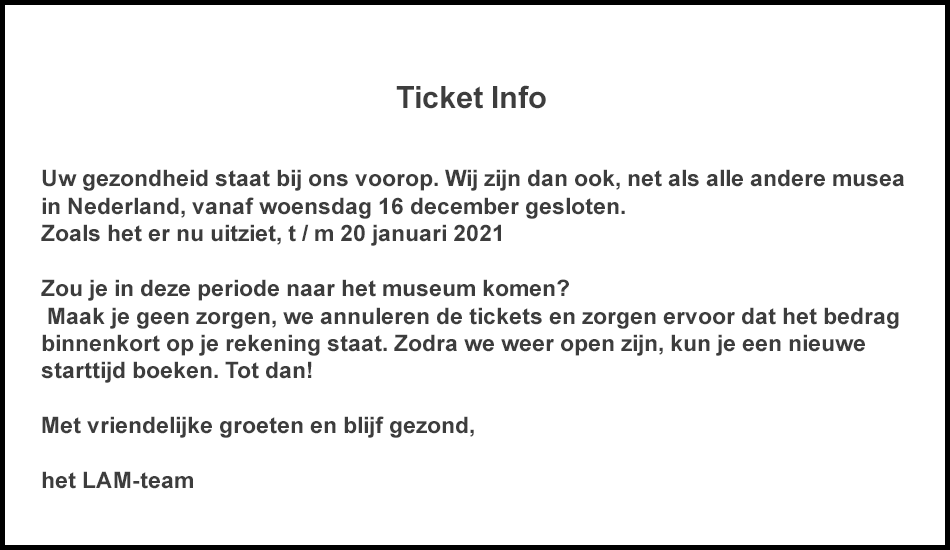 Ticket Info
Uw gezondheid staat bij ons voorop. Wij zijn dan ook, net als alle andere musea
in Nederland, vanaf woensdag 16 december gesloten.
Zoals het er nu uitziet, t / m 20 januari 2021
Zou je in deze periode naar het museum komen?
Maak je geen zorgen, we annuleren de tickets en zorgen ervoor dat het bedrag
binnenkort op je rekening staat. Zodra we weer open zijn, kun je een nieuwe
starttijd boeken. Tot dan!
Met vriendelijke groeten en blijf gezond,
het LAM-team